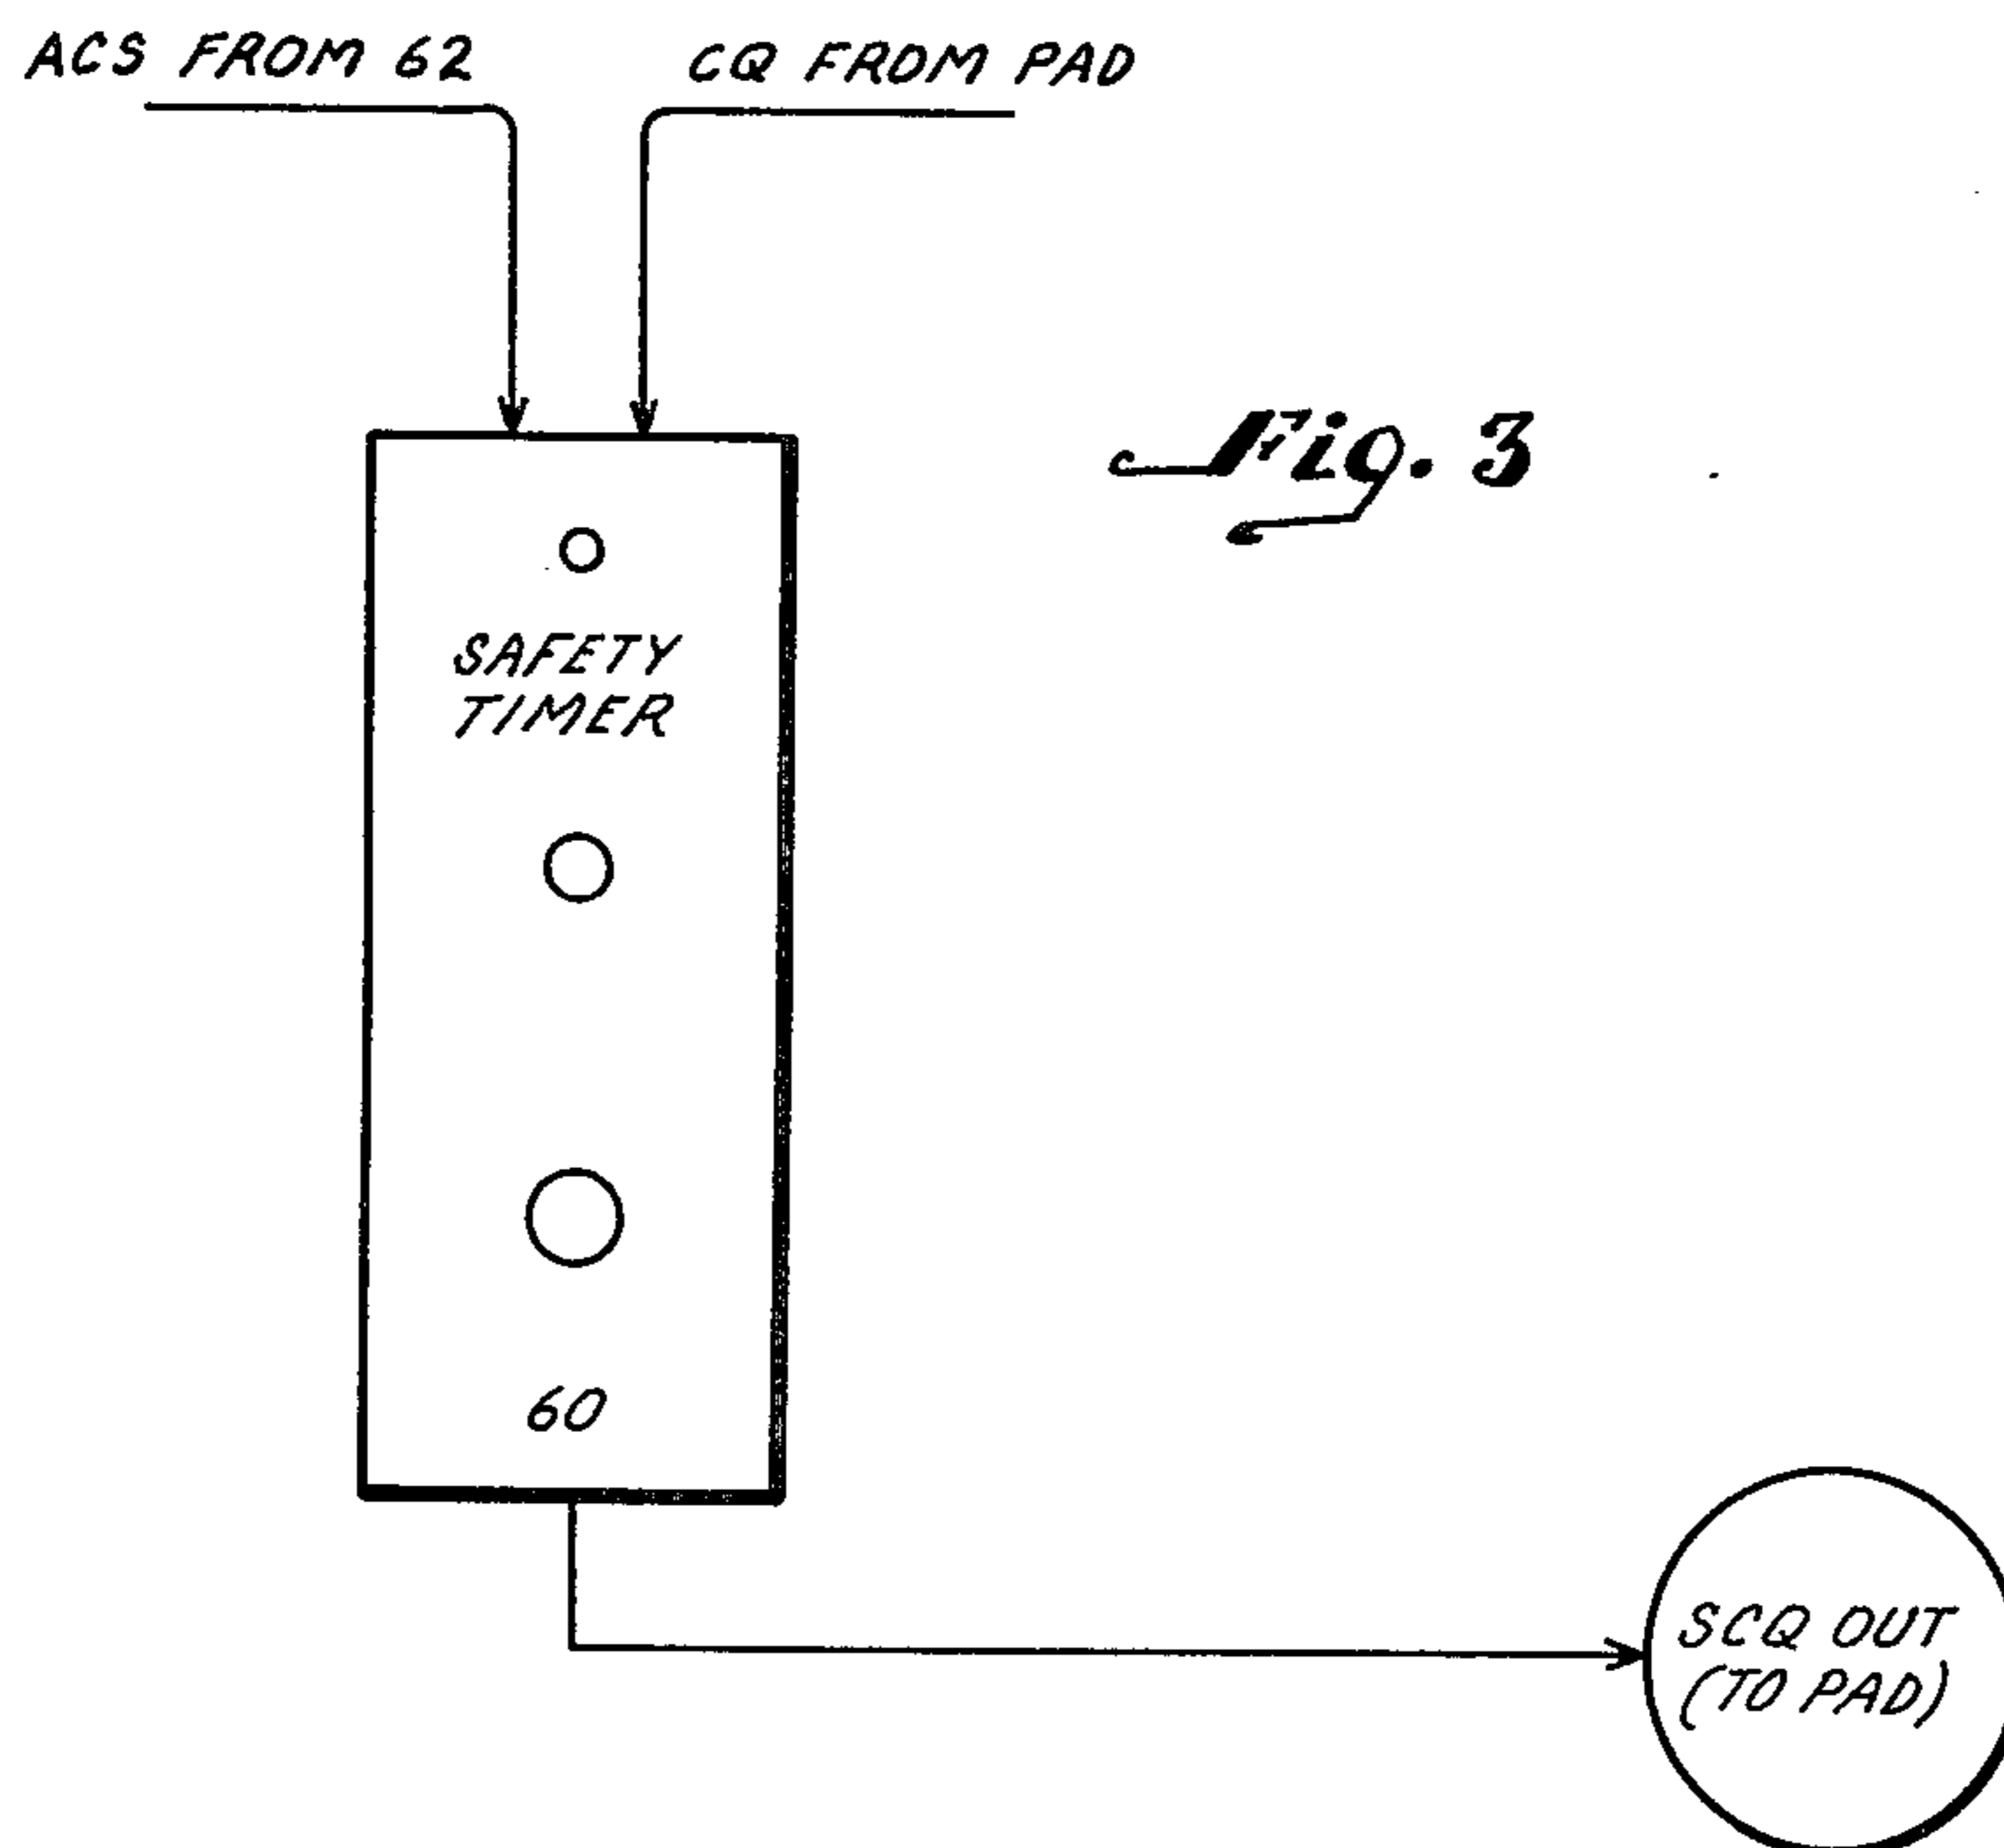 ACS FROM 62
CQ FROM PAD
Fig. 3
SAFETY
TIMER
60
SCQ OUT
(TO PAD)